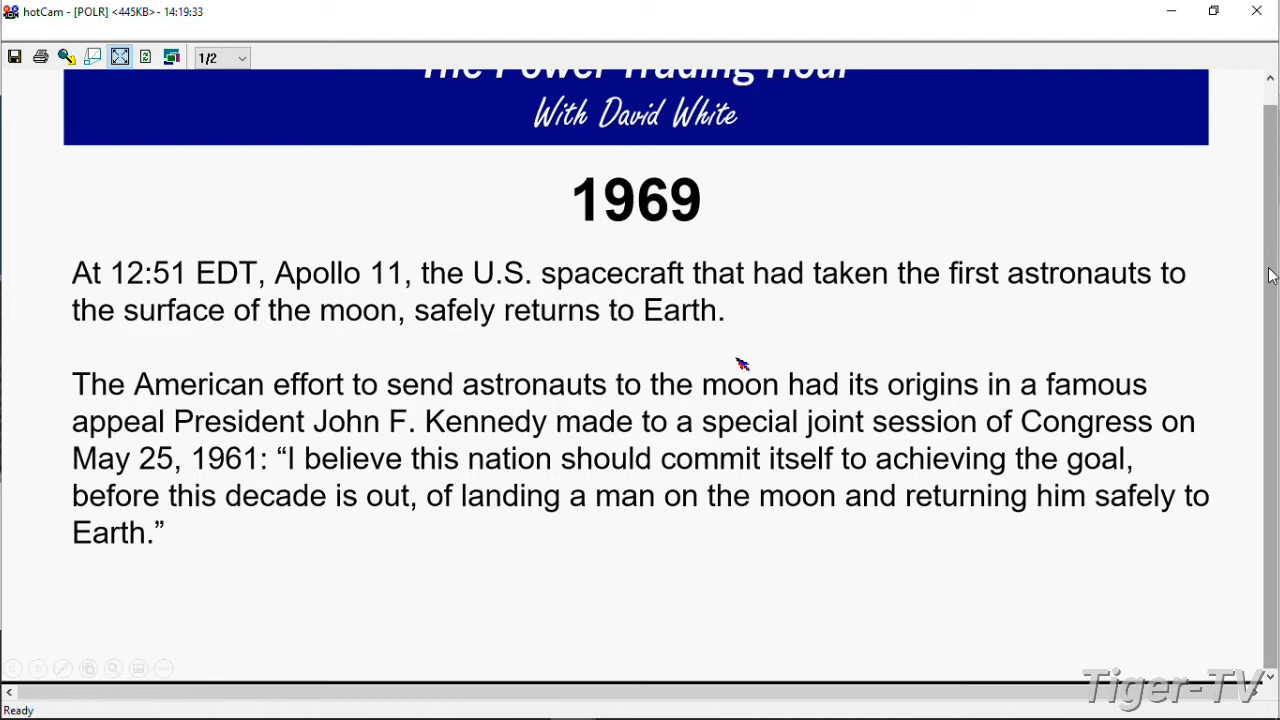 hotCam - [POLR] <445KB> - 14:19:33
1/2
The Power Trading Hour
With David White
1969
At 12:51 EDT, Apollo 11, the U.S. spacecraft that had taken the first astronauts to
the surface of the moon, safely returns to Earth.
The American effort to send astronauts to the moon had its origins in a famous
appeal President John F. Kennedy made to a special joint session of Congress on
May 25, 1961: “I believe this nation should commit itself to achieving the goal,
before this decade is out, of landing a man on the moon and returning him safely to
Earth.”
Tiger-TV
Ready